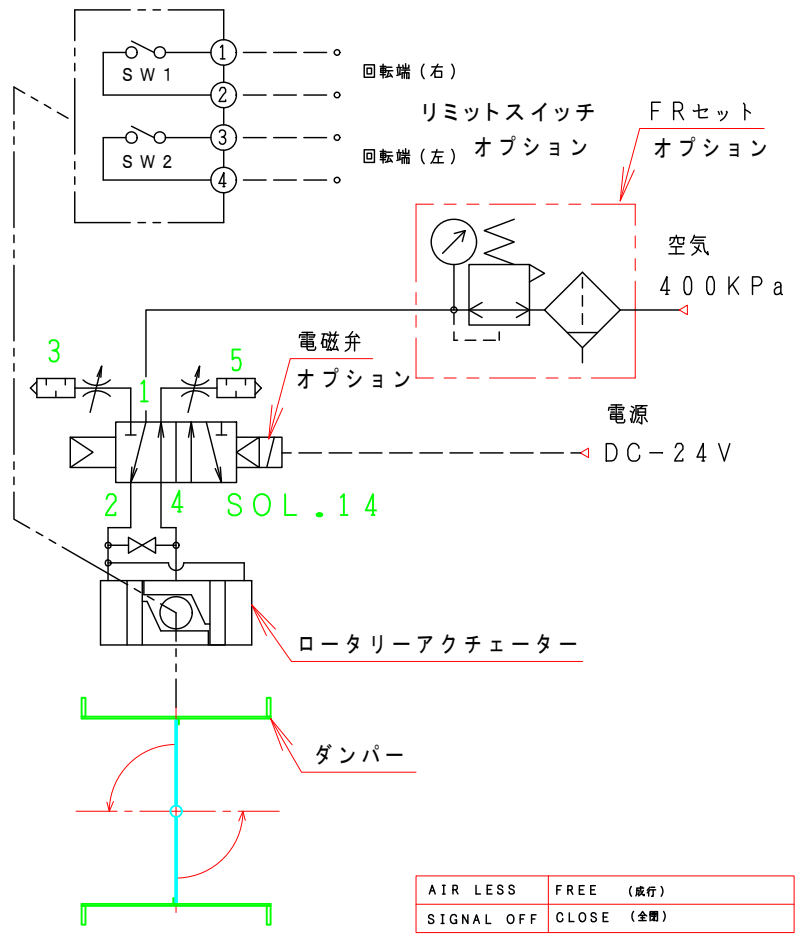 1
SW1
回転端(右)
2
リミットスイッチ
オプション
FRセット
オプション
3
SW2
回転端(左)
4
空気
400KPa
電磁弁
オプション
3
1
5
電源
DC-24V
2
4
SOL.14
ロータリーアクチェーター
ダンパー
AIR LESS FREE (成行)
SIGNAL OFF CLOSE (全閉)